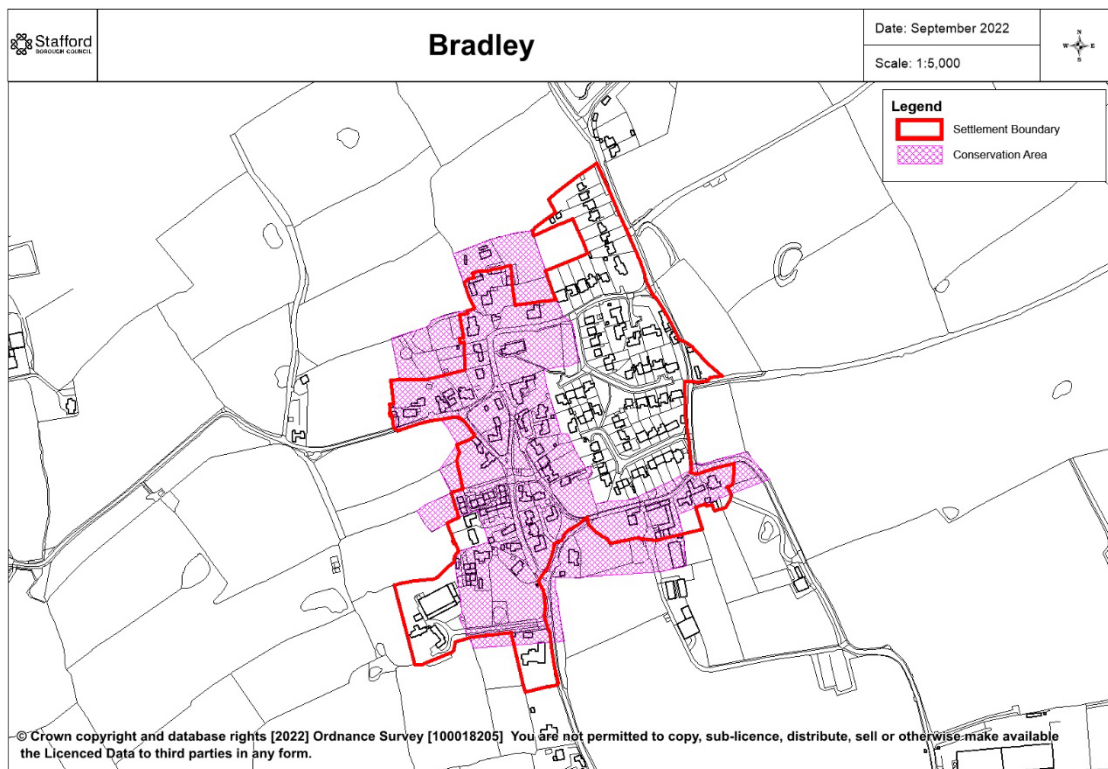 Stafford
BOROUGH COUNCIL
Bradley
Date: September 2022
Scale: 1:5,000
N
W E
S
Legend
Settlement Boundary
Conservation Area
© Crown copyright and database rights [2022] Ordnance Survey [100018205] You are not permitted to copy, sub-licence, distribute, sell or otherwise make available
the Licenced Data to third parties in any form.